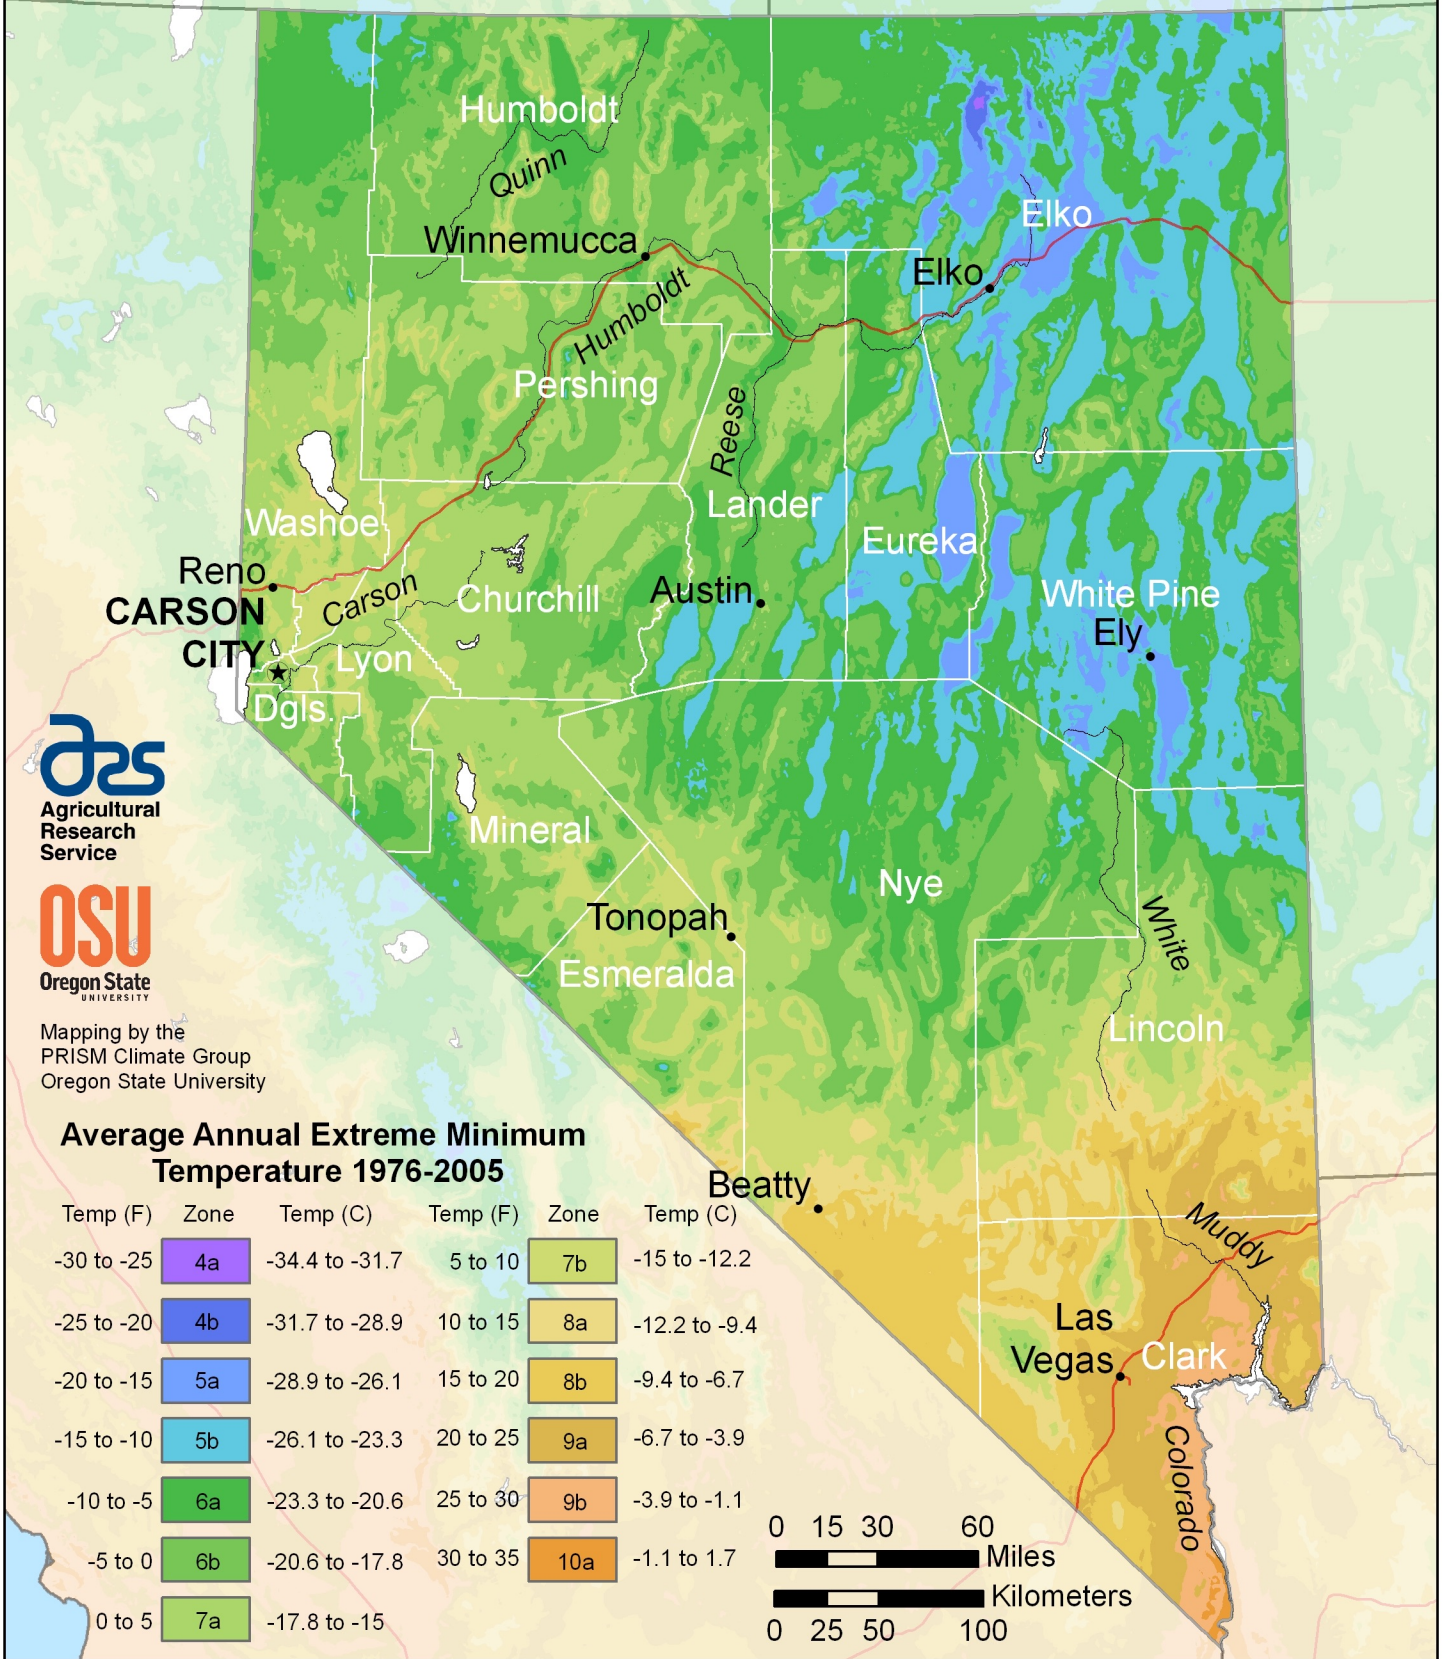 Humboldt
Quinn
Winnemucca
Humboldt
Pershing
Elko
Elko
Reese
Lander
Eureka
Washoe
Reno
CARSON
CITY
Carson
Churchill
Austin
White Pine
Ely
Lyon
Dgls.
Mineral
Nye
Tonopah
Esmeralda
White
Lincoln
Beatty
Muddy
Las
Vegas
Clark
Colorado
ars
Agricultural
Research
Service
OSU
Oregon State
UNIVERSITY
Mapping by the
PRISM Climate Group
Oregon State University
Average Annual Extreme Minimum
Temperature 1976-2005
Temp (F) Zone Temp (C) Temp (F) Zone Temp (C)
-30 to -25 4a -34.4 to -31.7 5 to 10 7b -15 to -12.2
-25 to -20 4b -31.7 to -28.9 10 to 15 8a -12.2 to -9.4
-20 to -15 5a -28.9 to -26.1 15 to 20 8b -9.4 to -6.7
-15 to -10 5b -26.1 to -23.3 20 to 25 9a -6.7 to -3.9
-10 to -5 6a -23.3 to -20.6 25 to 30 9b -3.9 to -1.1
-5 to 0 6b -20.6 to -17.8 30 to 35 10a -1.1 to 1.7
0 to 5 7a -17.8 to -15
0 15 30 60
Miles
Kilometers
0 25 50 100